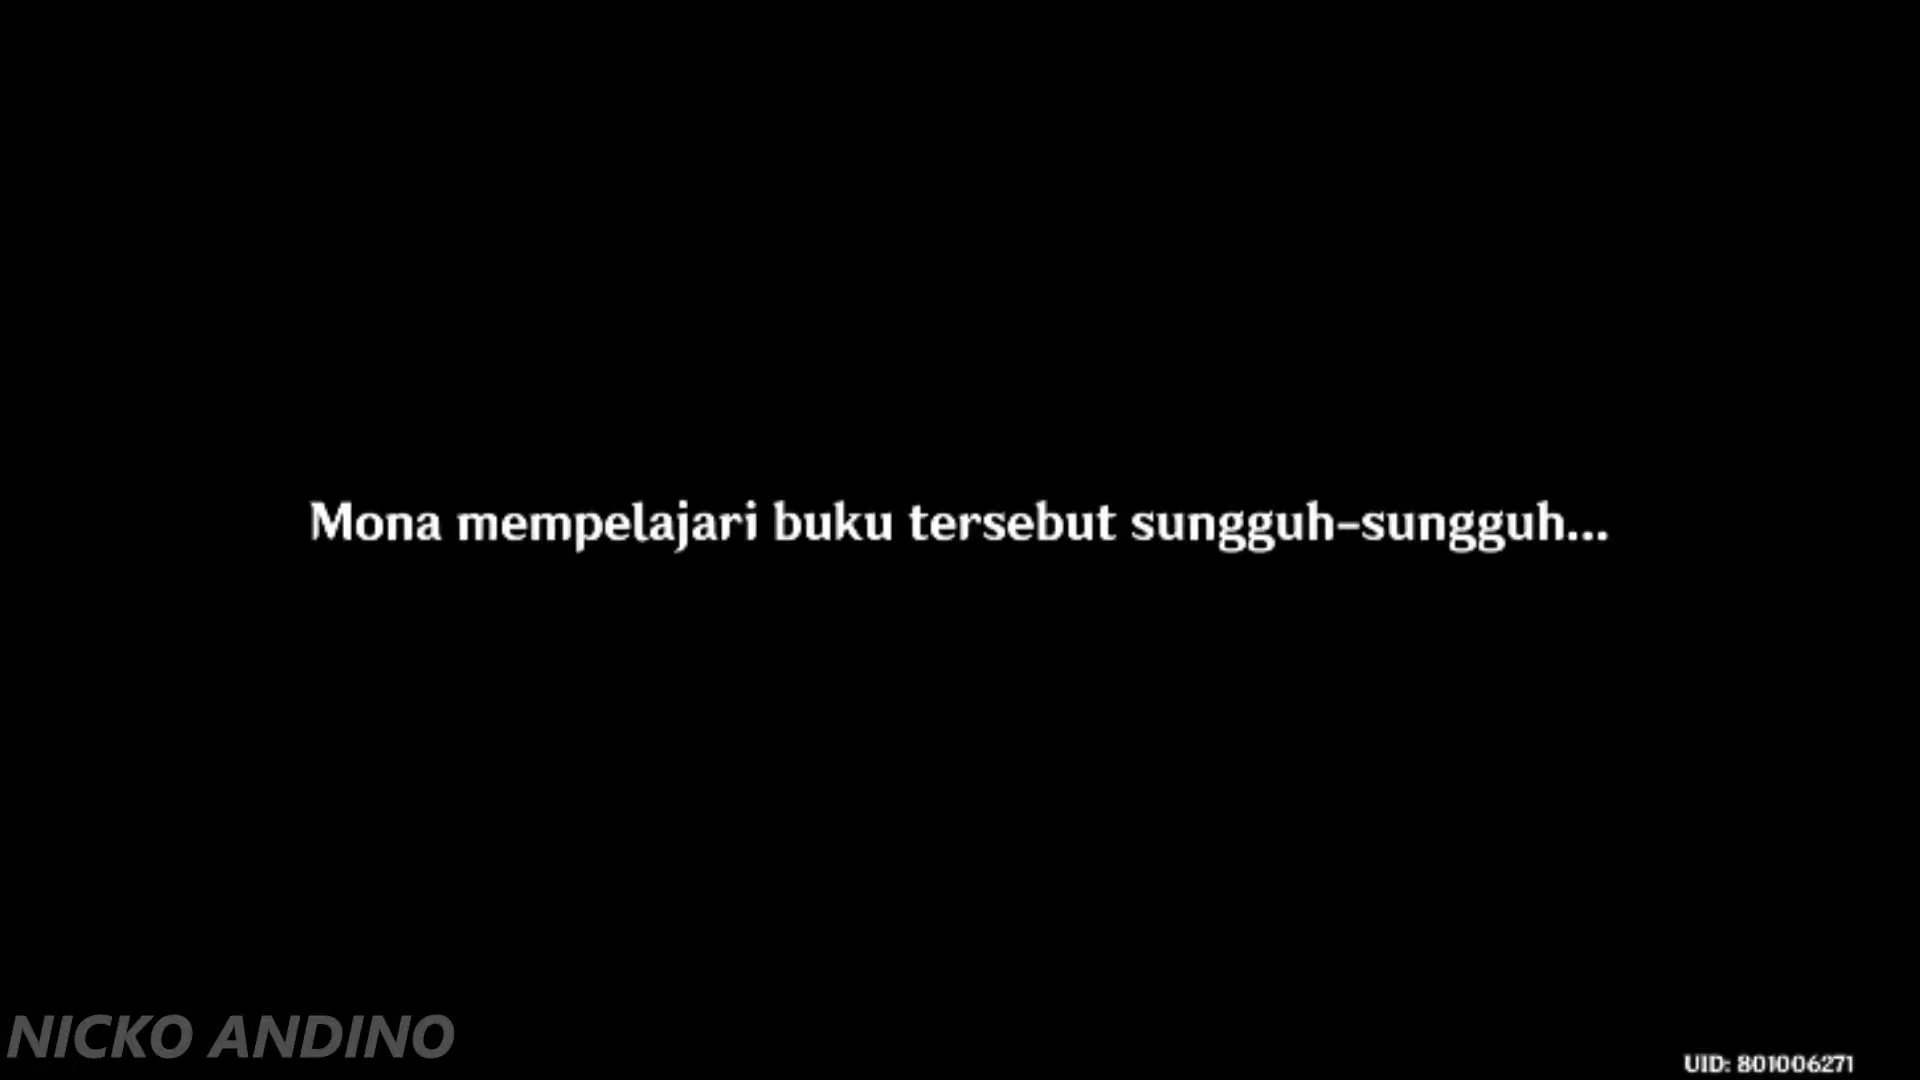 Mona mempelajari buku tersebut sungguh-sungguh...
NICKO ANDINO
UID: 801006271